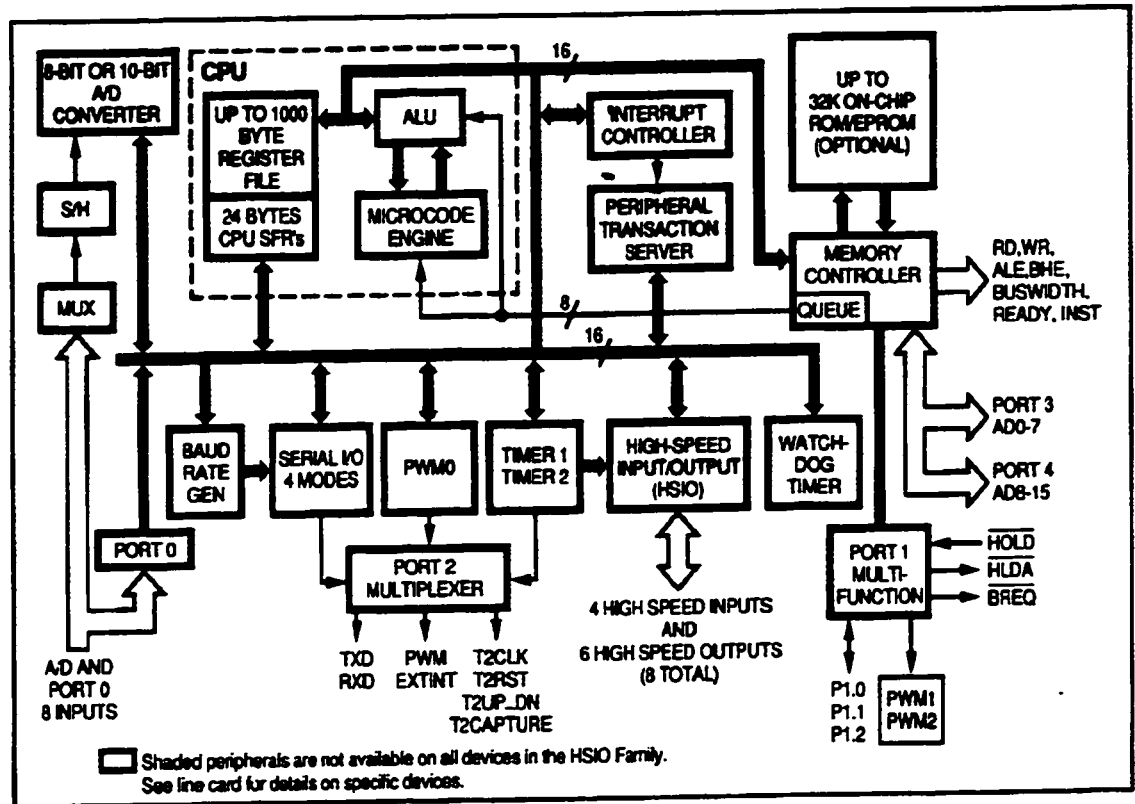 8-BIT OR 10-BIT
A/D
CONVERTER
S/H
MUX
PORT 0
A/D AND
PORT 0
8 INPUTS
CPU
UP TO 1000
BYTE
REGISTER
FILE
24 BYTES
CPU SFR's
ALU
MICROCODE
ENGINE
16
INTERRUPT
CONTROLLER
PERIPHERAL
TRANSACTION
SERVER
UP TO
32K ON-CHIP
ROM/EPROM
(OPTIONAL)
MEMORY
CONTROLLER
QUEUE
RD,WR,
ALE,BHE,
BUSWIDTH,
READY, INST
8
16
BAUD
RATE
GEN
SERIAL I/O
4 MODES
PWM0
TIMER 1
TIMER 2
HIGH-SPEED
INPUT/OUTPUT
(HSIO)
WATCH-
DOG
TIMER
PORT 3
AD0-7
PORT 4
AD8-15
PORT 2
MULTIPLEXER
TXD
RXD
PWM
EXTINT
T2CLK
T2RST
T2UP_DN
T2CAPTURE
4 HIGH SPEED INPUTS
AND
6 HIGH SPEED OUTPUTS
(8 TOTAL)
PORT 1
MULTI-
FUNCTION
HOLD
HLDA
BREQ
P1.0
P1.1
P1.2
PWM1
PWM2
Shaded peripherals are not available on all devices in the HSIO Family.
See line card for details on specific devices.